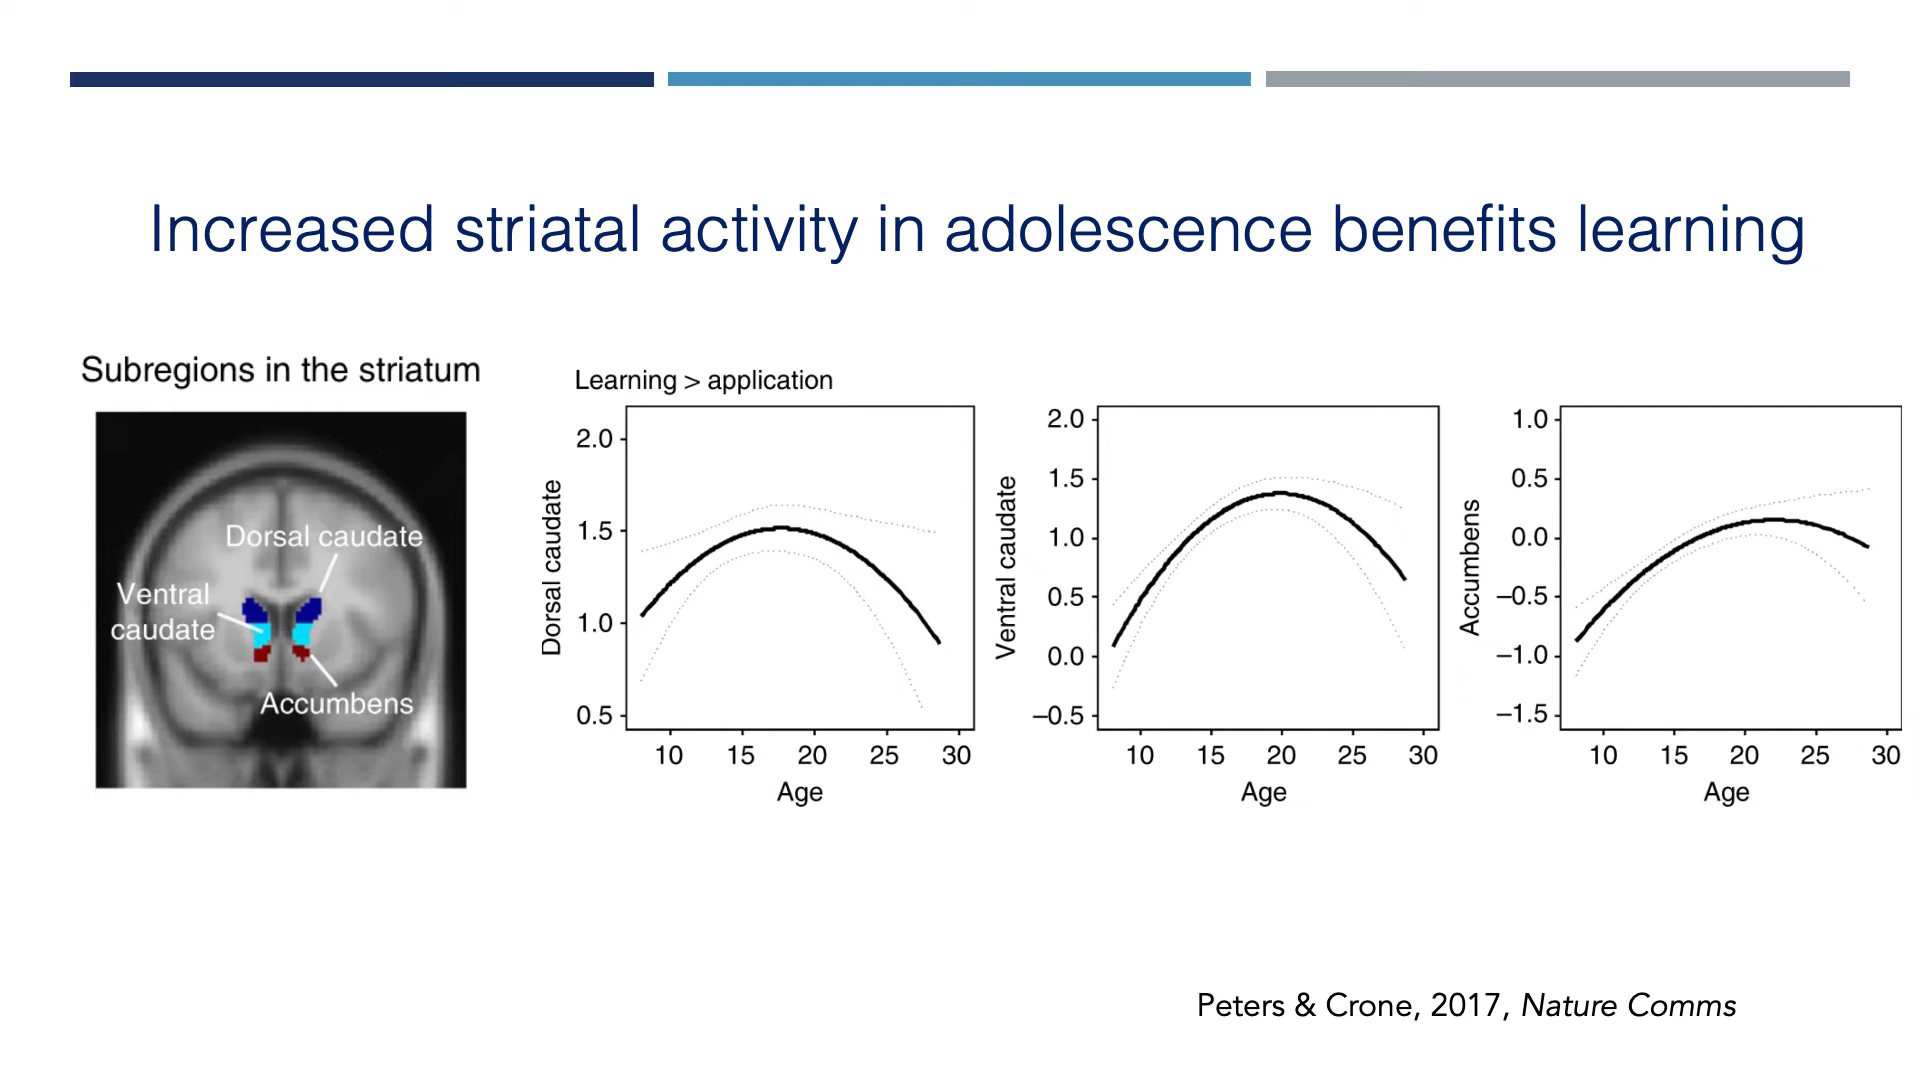 Increased striatal activity in adolescence benefits learning
Subregions in the striatum
Dorsal caudate
Ventral
caudate
Accumbens
Learning > application
Dorsal caudate
2.0
1.5
1.0
0.5
10 15 20 25 30
Age
Ventral caudate
2.0
1.5
1.0
0.5
0.0
–0.5
10 15 20 25 30
Age
Accumbens
1.0
0.5
0.0
–0.5
–1.0
–1.5
10 15 20 25 30
Age
Peters & Crone, 2017, Nature Comms